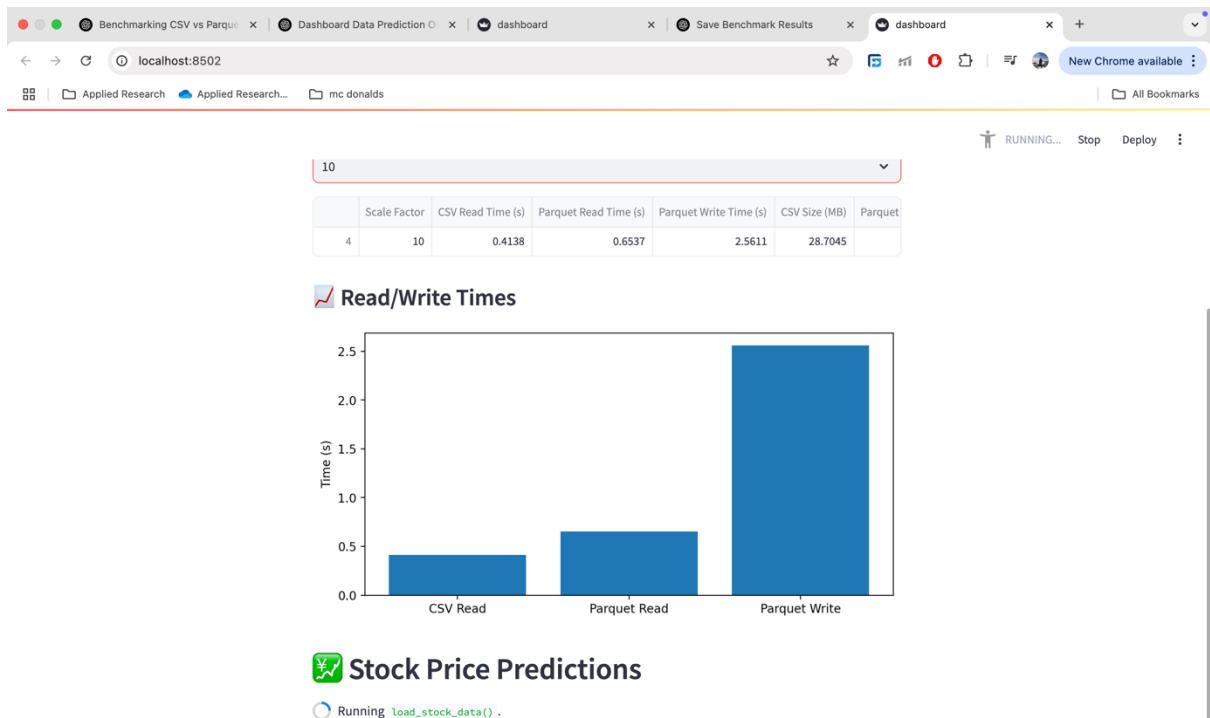 Benchmarking CSV vs Parque
Dashboard Data Prediction O
dashboard
Save Benchmark Results
dashboard
localhost:8502
New Chrome available
Applied Research
Applied Research...
mc donalds
All Bookmarks
RUNNING...
Stop
Deploy
10
Scale Factor CSV Read Time (s) Parquet Read Time (s) Parquet Write Time (s) CSV Size (MB) Parquet
4 10 0.4138 0.6537 2.5611 28.7045
Read/Write Times
2.5
2.0
1.5
1.0
0.5
0.0
Time (s)
CSV Read Parquet Read Parquet Write
Stock Price Predictions
Running load_stock_data() .